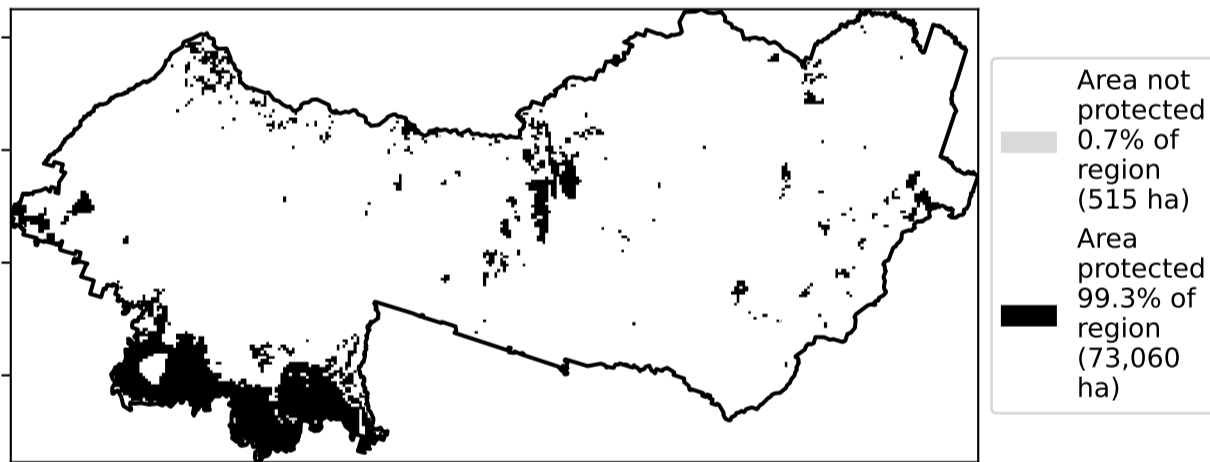 Area not
protected
0.7% of
region
(515 ha)
Area
protected
99.3% of
region
(73,060
ha)